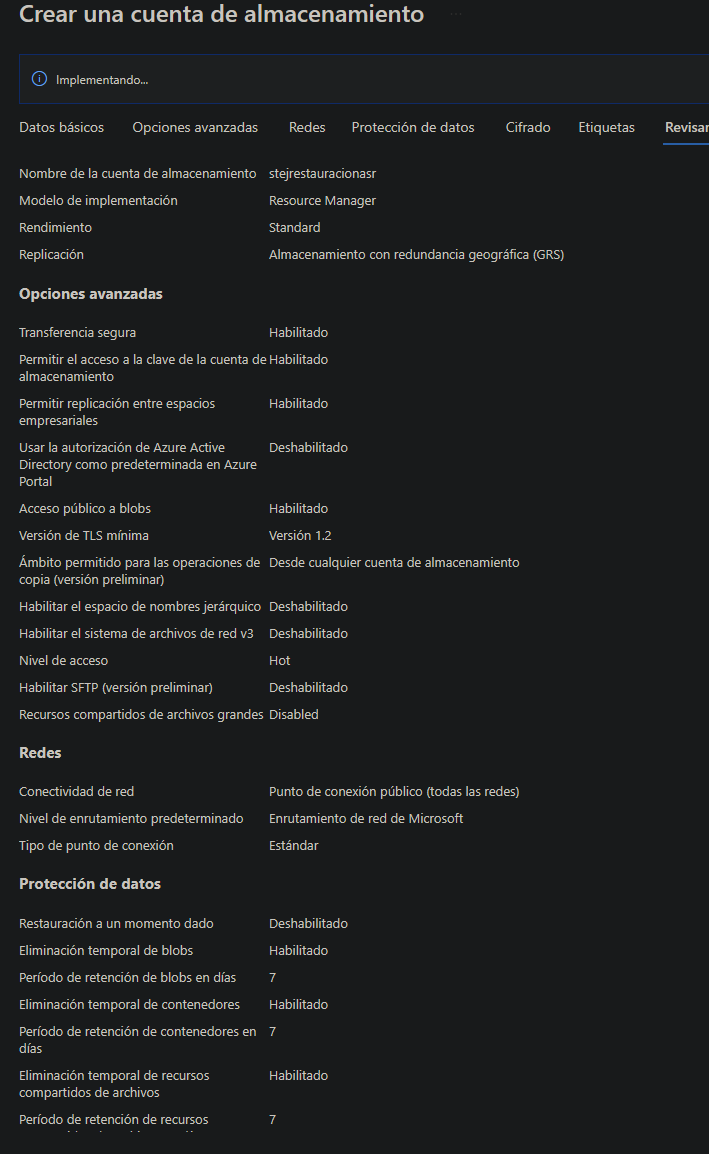 Crear una cuenta de almacenamiento ...
Implementando...
Datos básicos Opciones avanzadas Redes Protección de datos Cifrado Etiquetas Revisar
Nombre de la cuenta de almacenamiento stejrestauracionasr
Modelo de implementación Resource Manager
Rendimiento Standard
Replicación Almacenamiento con redundancia geográfica (GRS)
Opciones avanzadas
Transferencia segura Habilitado
Permitir el acceso a la clave de la cuenta de Habilitado
almacenamiento
Permitir replicación entre espacios Habilitado
empresariales
Usar la autorización de Azure Active Deshabilitado
Directory como predeterminada en Azure
Portal
Acceso público a blobs Habilitado
Versión de TLS mínima Versión 1.2
Ámbito permitido para las operaciones de Desde cualquier cuenta de almacenamiento
copia (versión preliminar)
Habilitar el espacio de nombres jerárquico Deshabilitado
Habilitar el sistema de archivos de red v3 Deshabilitado
Nivel de acceso Hot
Habilitar SFTP (versión preliminar) Deshabilitado
Recursos compartidos de archivos grandes Disabled
Redes
Conectividad de red Punto de conexión público (todas las redes)
Nivel de enrutamiento predeterminado Enrutamiento de red de Microsoft
Tipo de punto de conexión Estándar
Protección de datos
Restauración a un momento dado Deshabilitado
Eliminación temporal de blobs Habilitado
Período de retención de blobs en días 7
Eliminación temporal de contenedores Habilitado
Período de retención de contenedores en 7
días
Eliminación temporal de recursos Habilitado
compartidos de archivos
Período de retención de recursos 7